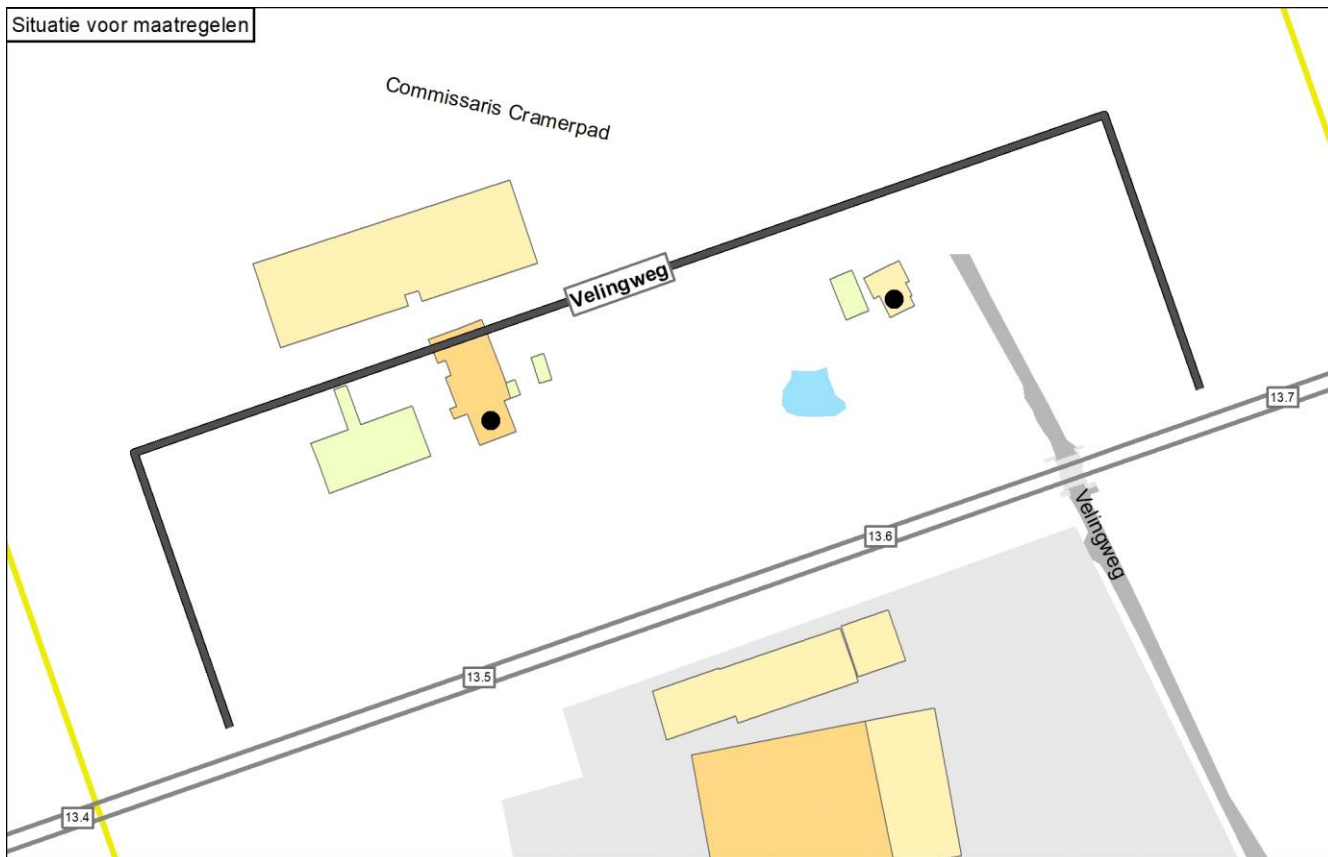 Situatie voor maatregelen
Commissaris Cramerpad
Velingweg
13.7
13.6
Velingweg
13.5
13.4